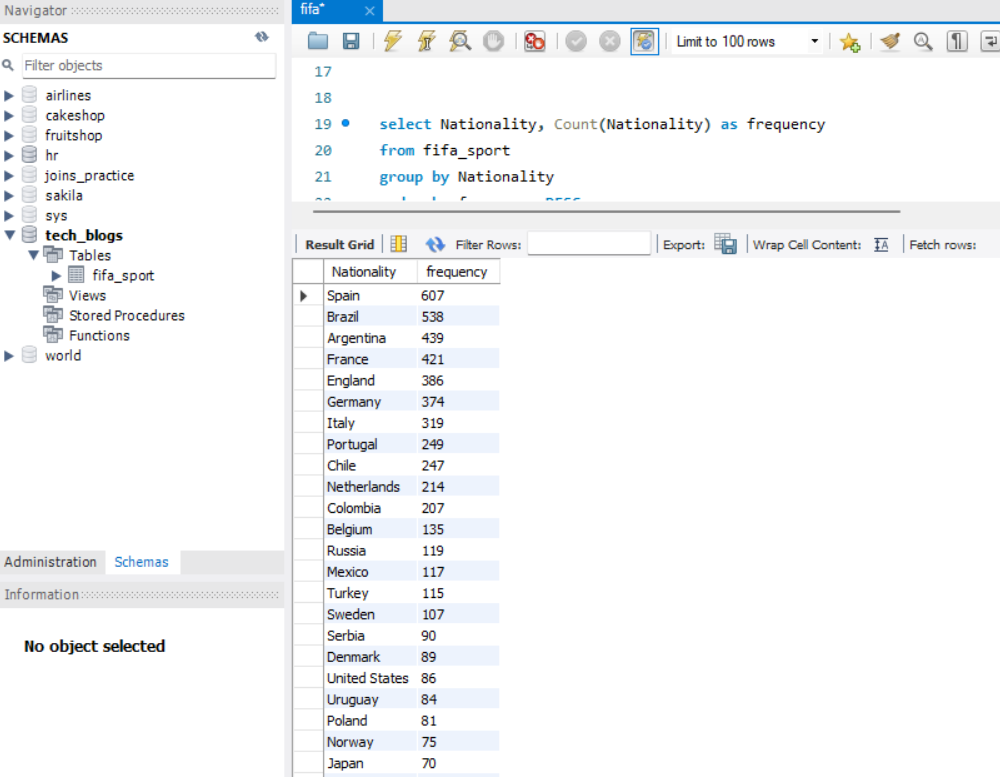 Navigator
SCHEMAS
Filter objects
airlines
cakeshop
fruitshop
hr
joins_practice
sakila
sys
tech_blogs
Tables
fifa_sport
Views
Stored Procedures
Functions
world
Administration Schemas
Information
No object selected
fifa*
Limit to 100 rows
17
18
19 select Nationality, Count(Nationality) as frequency
20 from fifa_sport
21 group by Nationality
Result Grid Filter Rows: Export: Wrap Cell Content: Fetch rows:
Nationality frequency
Spain 607
Brazil 538
Argentina 439
France 421
England 386
Germany 374
Italy 319
Portugal 249
Chile 247
Netherlands 214
Colombia 207
Belgium 135
Russia 119
Mexico 117
Turkey 115
Sweden 107
Serbia 90
Denmark 89
United States 86
Uruguay 84
Poland 81
Norway 75
Japan 70